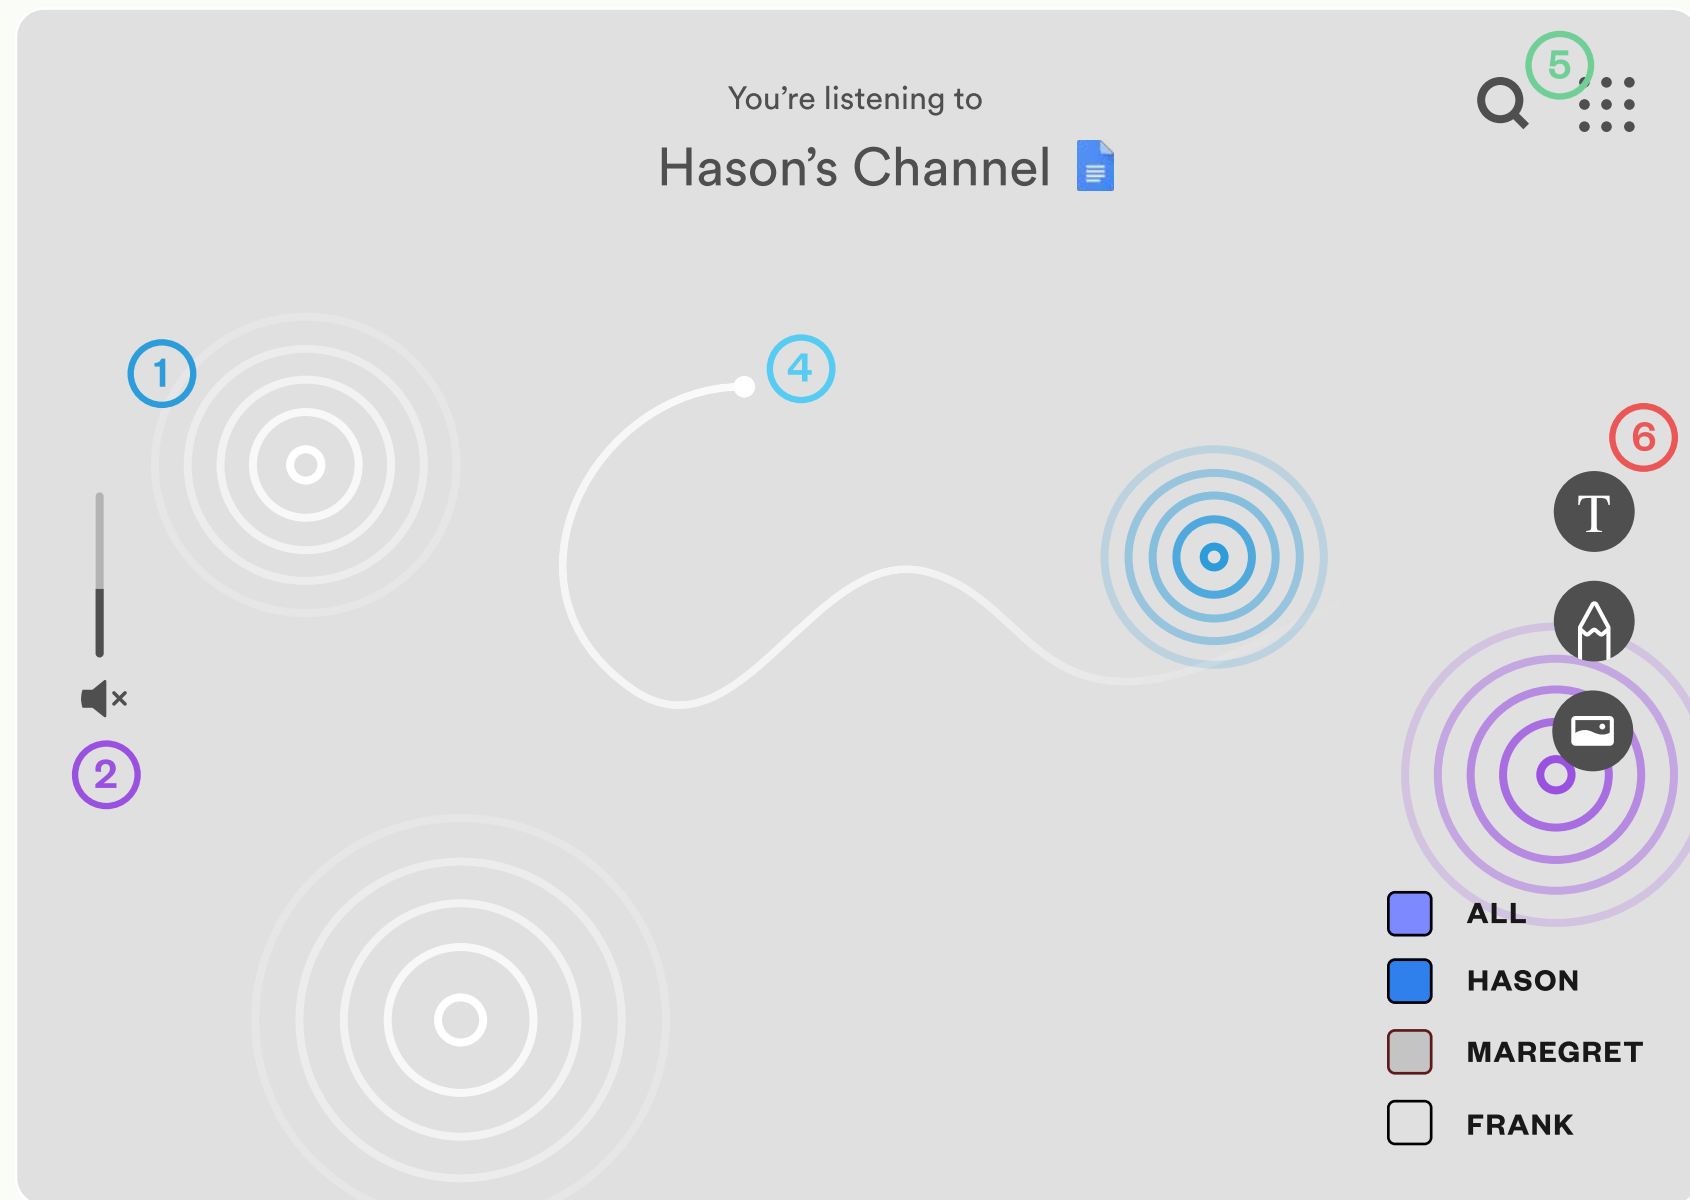 5
You’re listening to
Hason’s Channel
1
4
6
T
2
ALL
HASON
MAREGRET
FRANK